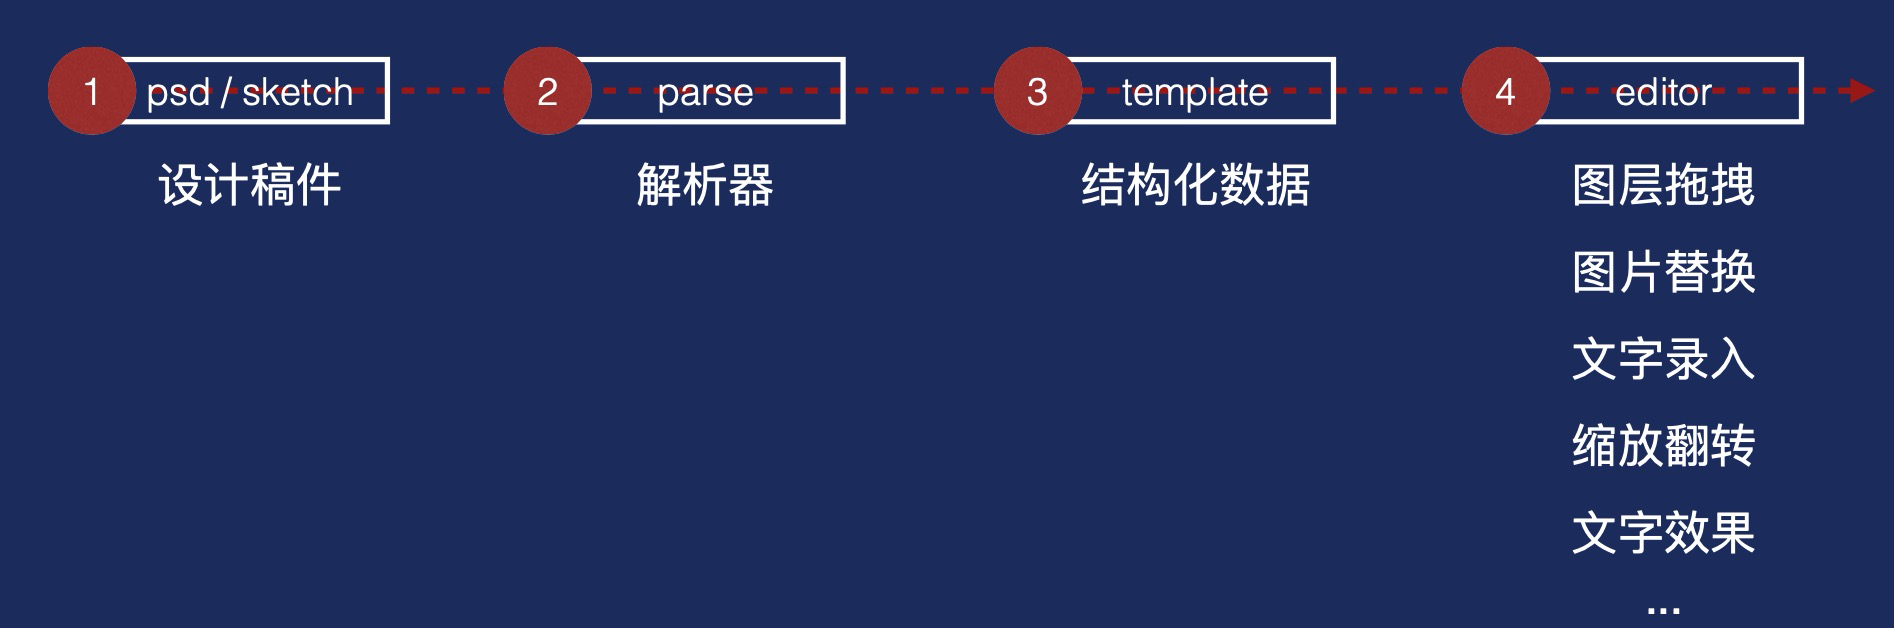 1 psd / sketch
设计稿件
2 parse
解析器
3 template
结构化数据
4 editor
图层拖拽
图片替换
文字录入
缩放翻转
文字效果
...